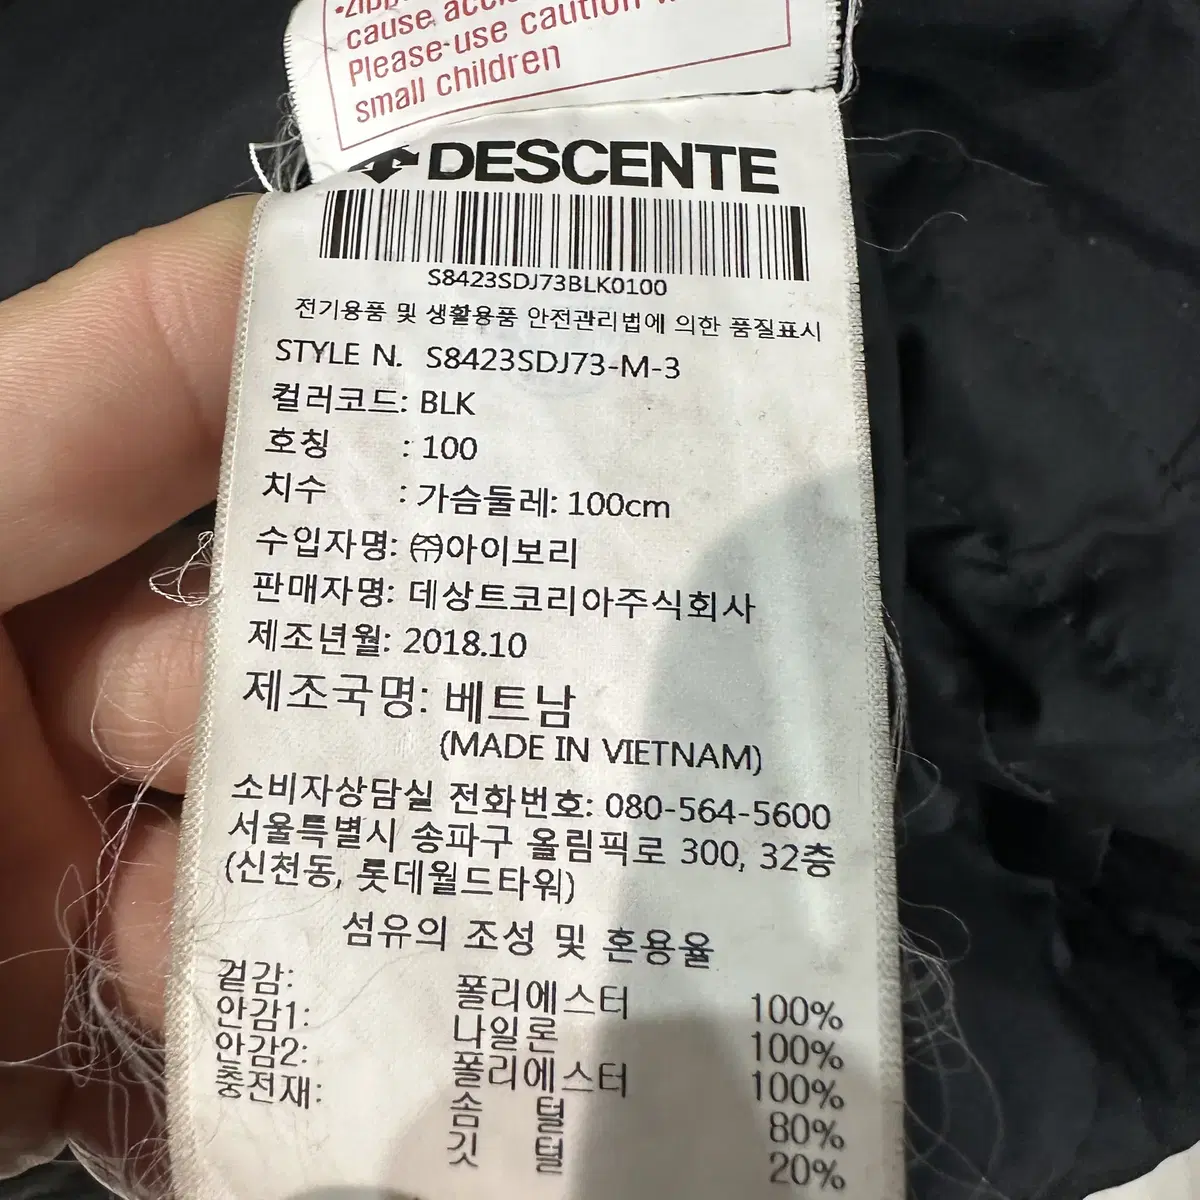 cause
Please use caution
small children
DESCENTE
S8423SDJ73BLK0100
전기용품 및 생활용품 안전관리법에 의한 품질표시
STYLE N. S8423SDJ73-M-3
컬러코드: BLK
호칭 : 100
치수 : 가슴둘레: 100cm
수입자명: ㈜아이보리
판매자명: 데상트코리아주식회사
제조년월: 2018.10
제조국명: 베트남
(MADE IN VIETNAM)
소비자상담실 전화번호: 080-564-5600
서울특별시 송파구 올림픽로 300, 32층
(신천동, 롯데월드타워)
섬유의 조성 및 혼용율
겉감: 폴리에스터 100%
안감1: 나일론 100%
안감2: 폴리에스터 100%
충전재: 솜털 80%
깃털 20%